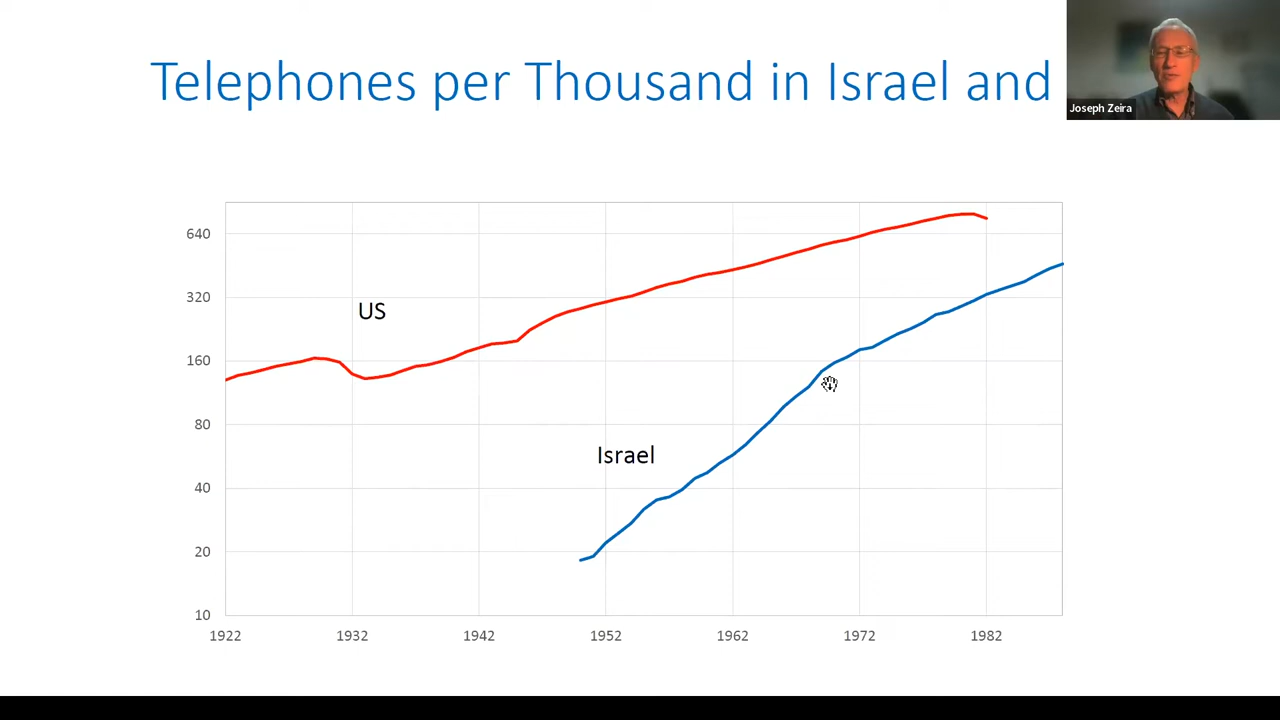 Telephones per Thousand in Israel and
Joseph Zeira
640
320
160
80
40
20
10
US
Israel
1922 1932 1942 1952 1962 1972 1982